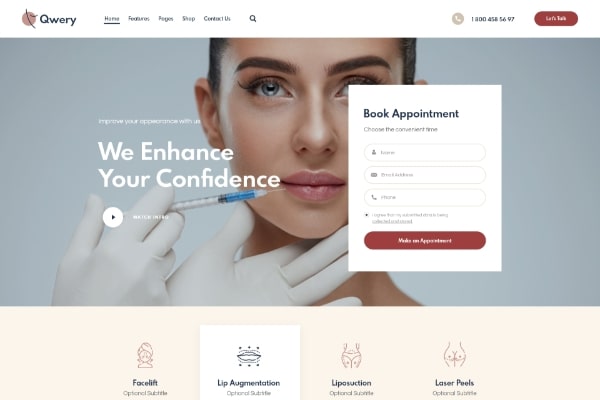 Qwery
Home Features Pages Shop Contact Us
1 800 458 56 97
Let's Talk
Improve your appearance with us
We Enhance
Your Confidence
WATCH INTRO
Book Appointment
Choose the convenient time
Name
Email Address
Phone
I agree that my submitted data is being
collected and stored.
Make an Appointment
Facelift
Optional Subtitle
Lip Augmentation
Optional Subtitle
Liposuction
Optional Subtitle
Laser Peels
Optional Subtitle